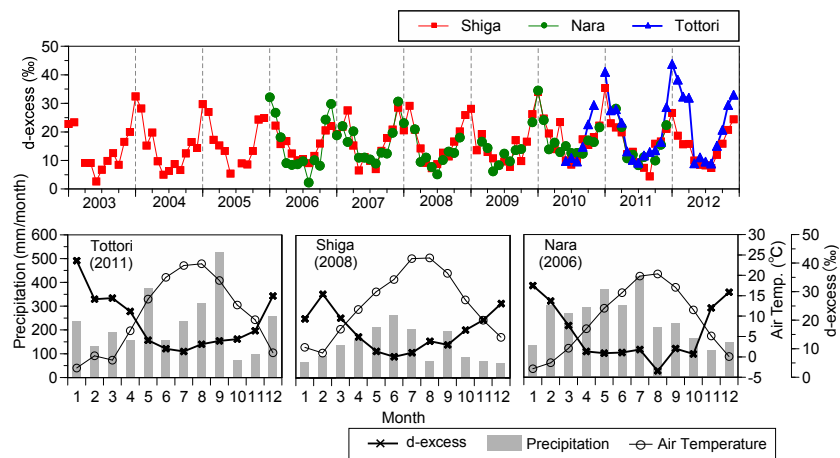 Shiga Nara Tottori
d-excess (‰)
50
40
30
20
10
0
2003 2004 2005 2006 2007 2008 2009 2010 2011 2012
Precipitation (mm/month)
600
500
400
300
200
100
0
Tottori
(2011)
1 2 3 4 5 6 7 8 9 10 11 12
Shiga
(2008)
1 2 3 4 5 6 7 8 9 10 11 12
Nara
(2006)
1 2 3 4 5 6 7 8 9 10 11 12
30
25
20
15
10
5
0
-5
Air Temp. (°C)
50
40
30
20
10
0
d-excess (‰)
Month
d-excess Precipitation Air Temperature